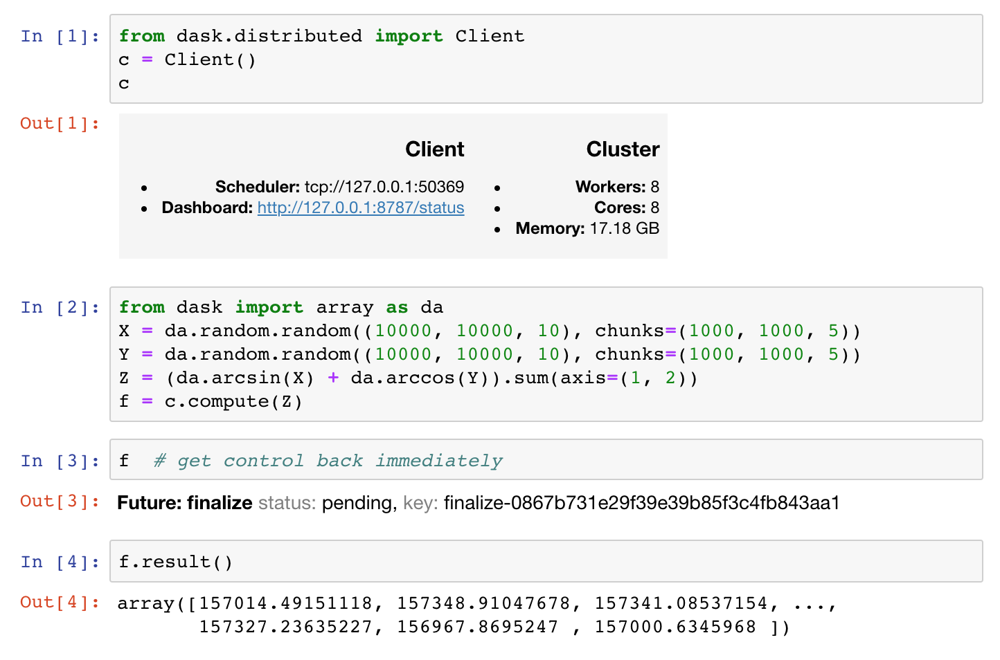 In [1]: from dask.distributed import Client
c = Client()
c
Out[1]:
Client
• Scheduler: tcp://127.0.0.1:50369
• Dashboard: http://127.0.0.1:8787/status
Cluster
• Workers: 8
• Cores: 8
• Memory: 17.18 GB
In [2]: from dask import array as da
X = da.random.random((10000, 10000, 10), chunks=(1000, 1000, 5))
Y = da.random.random((10000, 10000, 10), chunks=(1000, 1000, 5))
Z = (da.arcsin(X) + da.arccos(Y)).sum(axis=(1, 2))
f = c.compute(Z)
In [3]: f  # get control back immediately
Out[3]: Future: finalize status: pending, key: finalize-0867b731e29f39e39b85f3c4fb843aa1
In [4]: f.result()
Out[4]: array([157014.49151118, 157348.91047678, 157341.08537154, ...,
157327.23635227, 156967.8695247 , 157000.6345968 ])